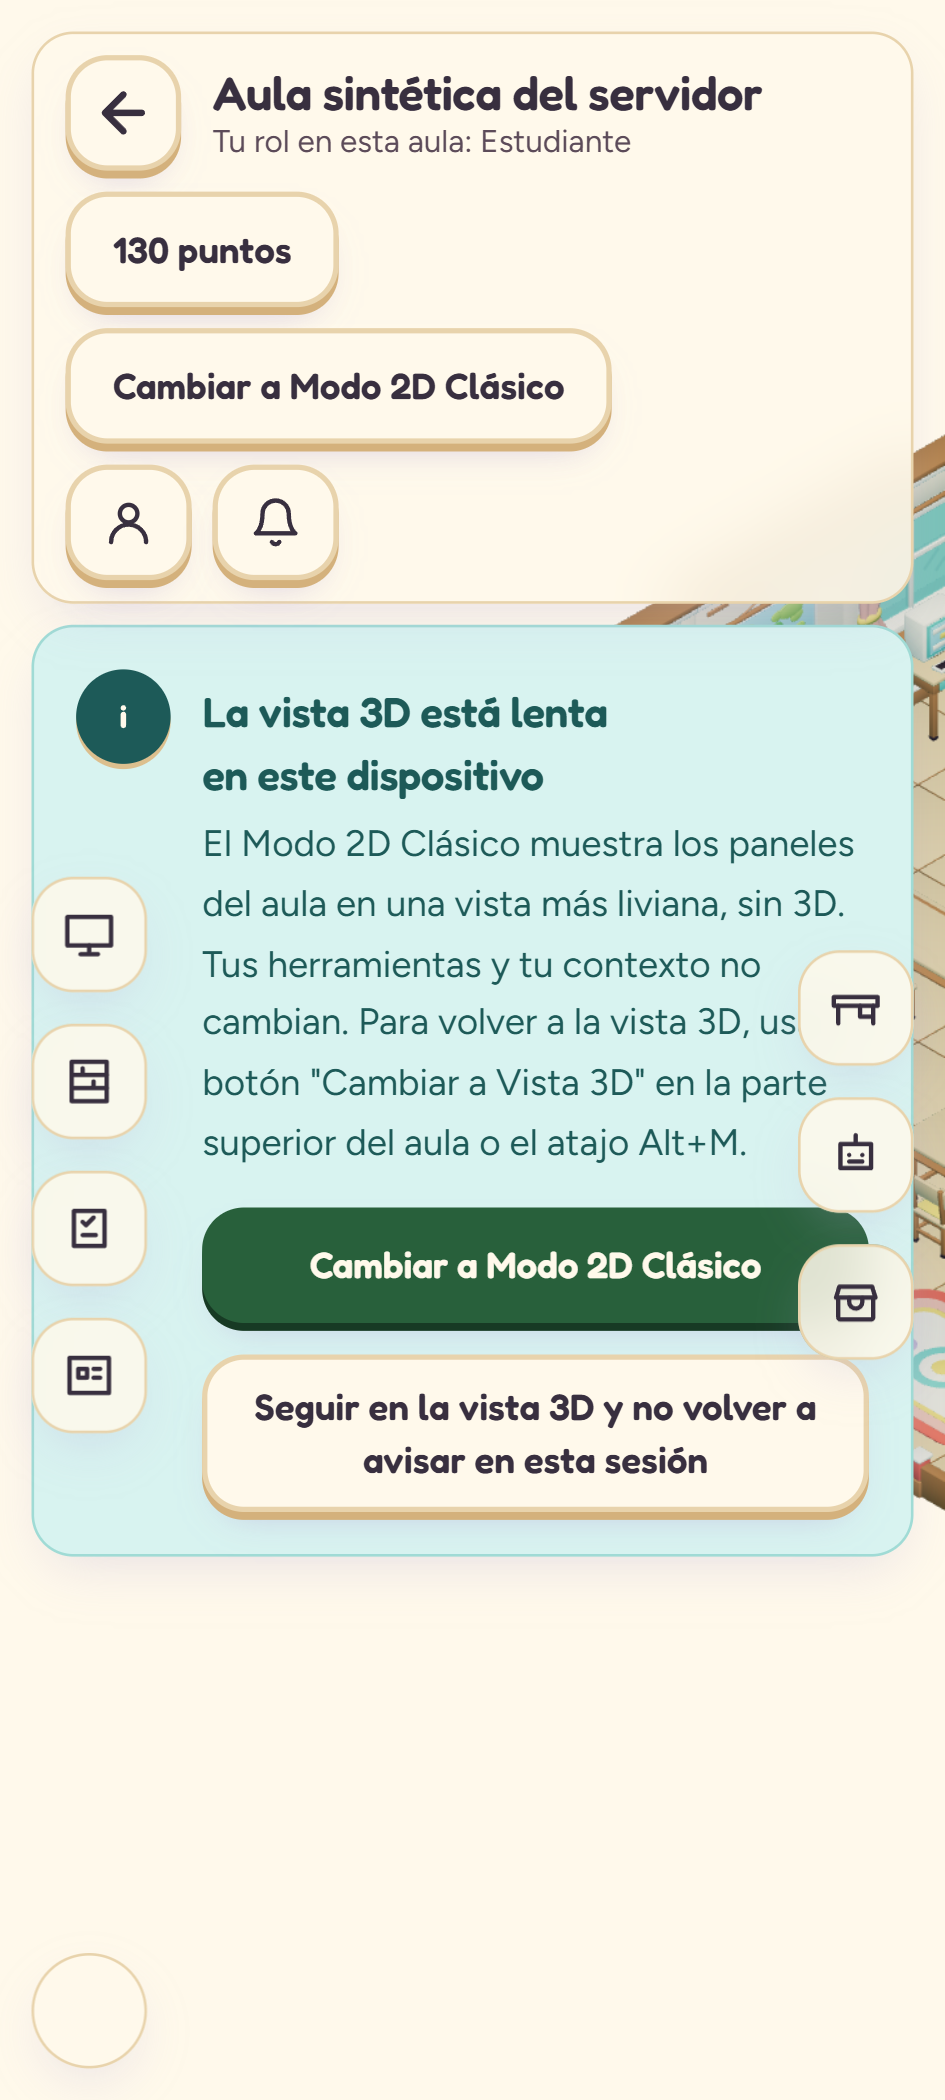 Aula sintética del servidor
Tu rol en esta aula: Estudiante
130 puntos
Cambiar a Modo 2D Clásico
La vista 3D está lenta
en este dispositivo
El Modo 2D Clásico muestra los paneles
del aula en una vista más liviana, sin 3D.
Tus herramientas y tu contexto no
cambian. Para volver a la vista 3D,
botón "Cambiar a Vista 3D" en la parte
superior del aula o el atajo Alt+M.
Cambiar a Modo 2D Clásico
Seguir en la vista 3D y no volver a
avisar en esta sesión